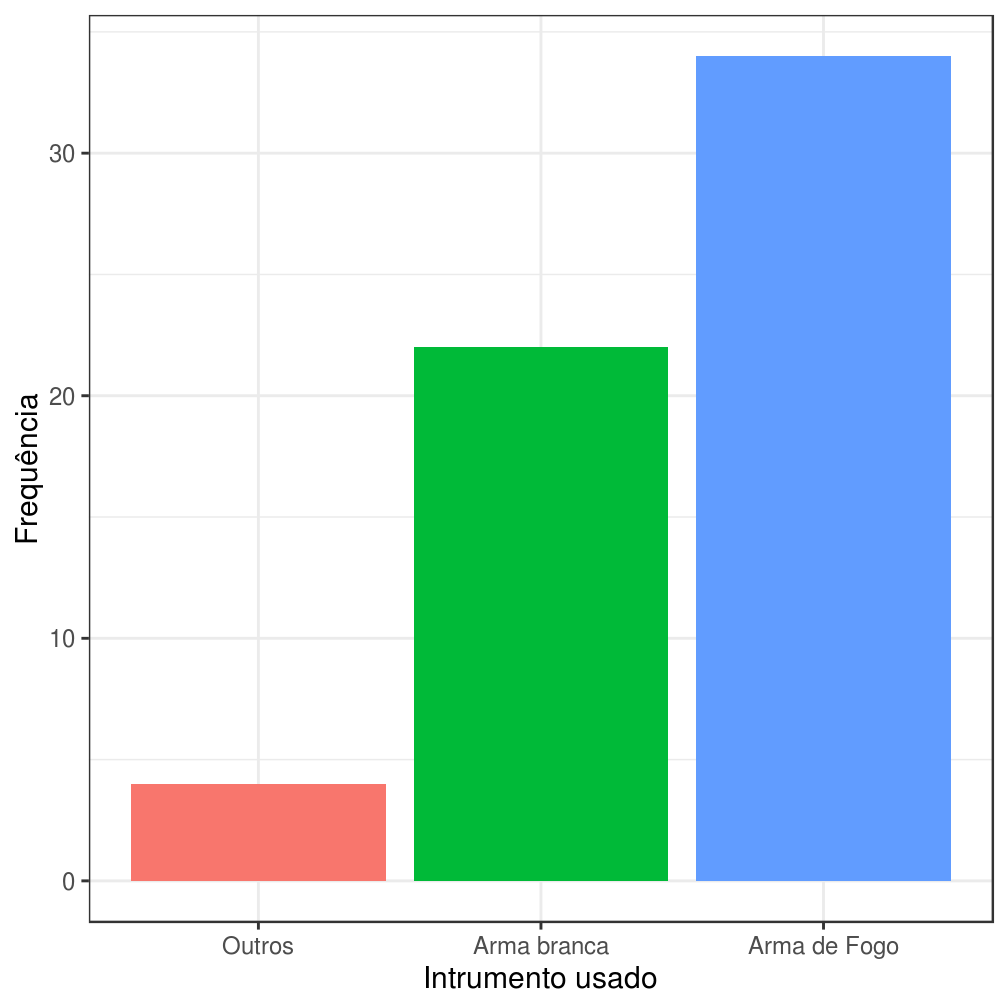 Frequência
30
20
10
0
Outros
Arma branca
Arma de Fogo
Intrumento usado